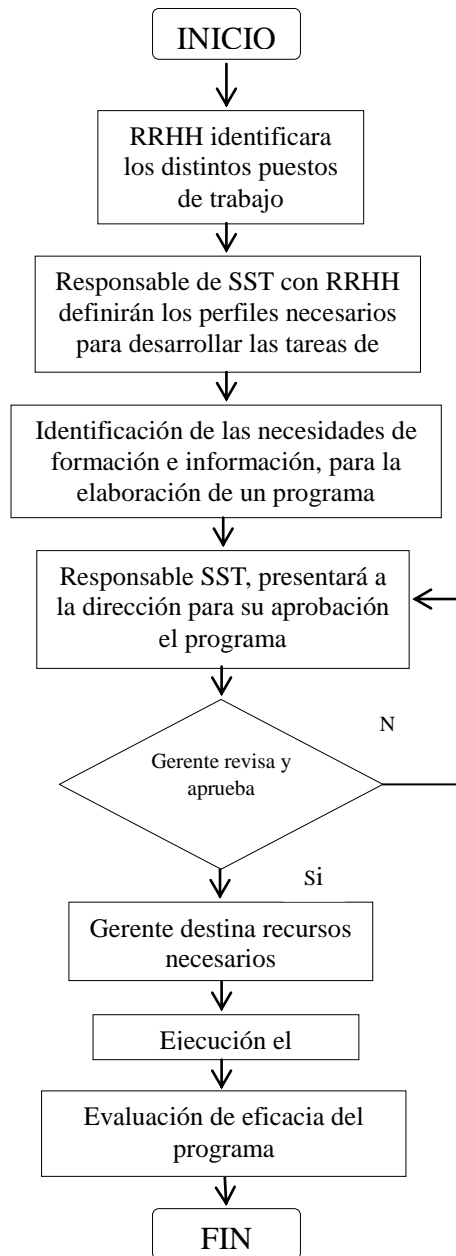 INICIO
RRHH identificara
los distintos puestos
de trabajo
Responsable de SST con RRHH
definirán los perfiles necesarios
para desarrollar las tareas de
Identificación de las necesidades de
formación e información, para la
elaboración de un programa
Responsable SST, presentará a
la dirección para su aprobación
el programa
N
Gerente revisa y
aprueba
Si
Gerente destina recursos
necesarios
Ejecución el
Evaluación de eficacia del
programa
FIN